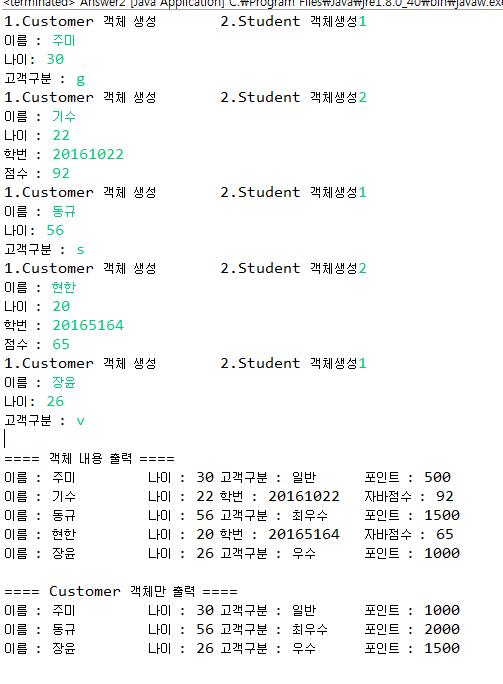 <terminated> Answer2 [Java Application] C:₩Program Files₩Java₩jre1.8.0_40₩bin₩javaw.exe
1.Customer 객체 생성 2.Student 객체생성1
이름 : 주미
나이: 30
고객구분 : g
1.Customer 객체 생성 2.Student 객체생성2
이름 : 기수
나이 : 22
학번 : 20161022
점수 : 92
1.Customer 객체 생성 2.Student 객체생성1
이름 : 동규
나이: 56
고객구분 : s
1.Customer 객체 생성 2.Student 객체생성2
이름 : 현한
나이 : 20
학번 : 20165164
점수 : 65
1.Customer 객체 생성 2.Student 객체생성1
이름 : 장윤
나이: 26
고객구분 : v
==== 객체 내용 출력 ====
이름 : 주미 나이 : 30 고객구분 : 일반 포인트 : 500
이름 : 기수 나이 : 22 학번 : 20161022 자바점수 : 92
이름 : 동규 나이 : 56 고객구분 : 최우수 포인트 : 1500
이름 : 현한 나이 : 20 학번 : 20165164 자바점수 : 65
이름 : 장윤 나이 : 26 고객구분 : 우수 포인트 : 1000
==== Customer 객체만 출력 ====
이름 : 주미 나이 : 30 고객구분 : 일반 포인트 : 1000
이름 : 동규 나이 : 56 고객구분 : 최우수 포인트 : 2000
이름 : 장윤 나이 : 26 고객구분 : 우수 포인트 : 1500